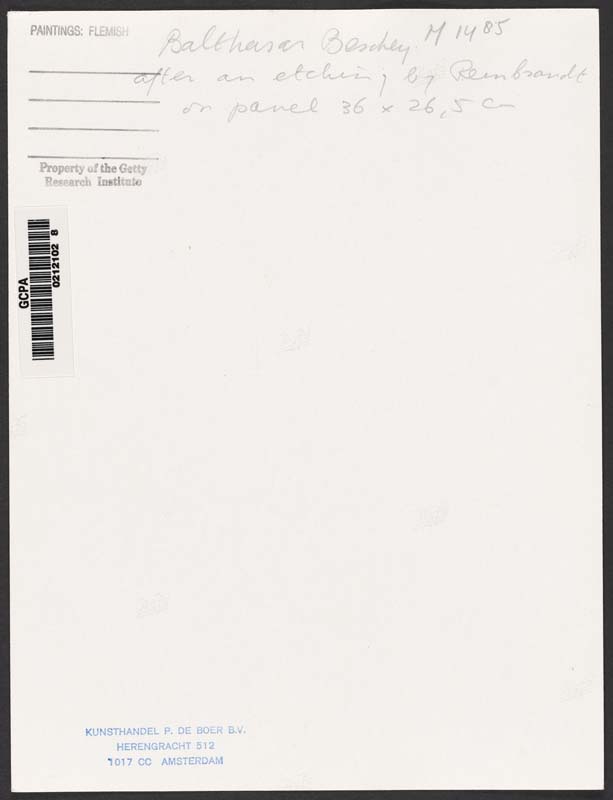 PAINTINGS: FLEMISH
Balthasar Beschey M 1485
after an etching by Rembrandt
on panel 36 x 26,5 cm
Property of the Getty
Research Institute
GCPA
0212102 8
KUNSTHANDEL P. DE BOER B.V.
HERENGRACHT 512
1017 CC AMSTERDAM